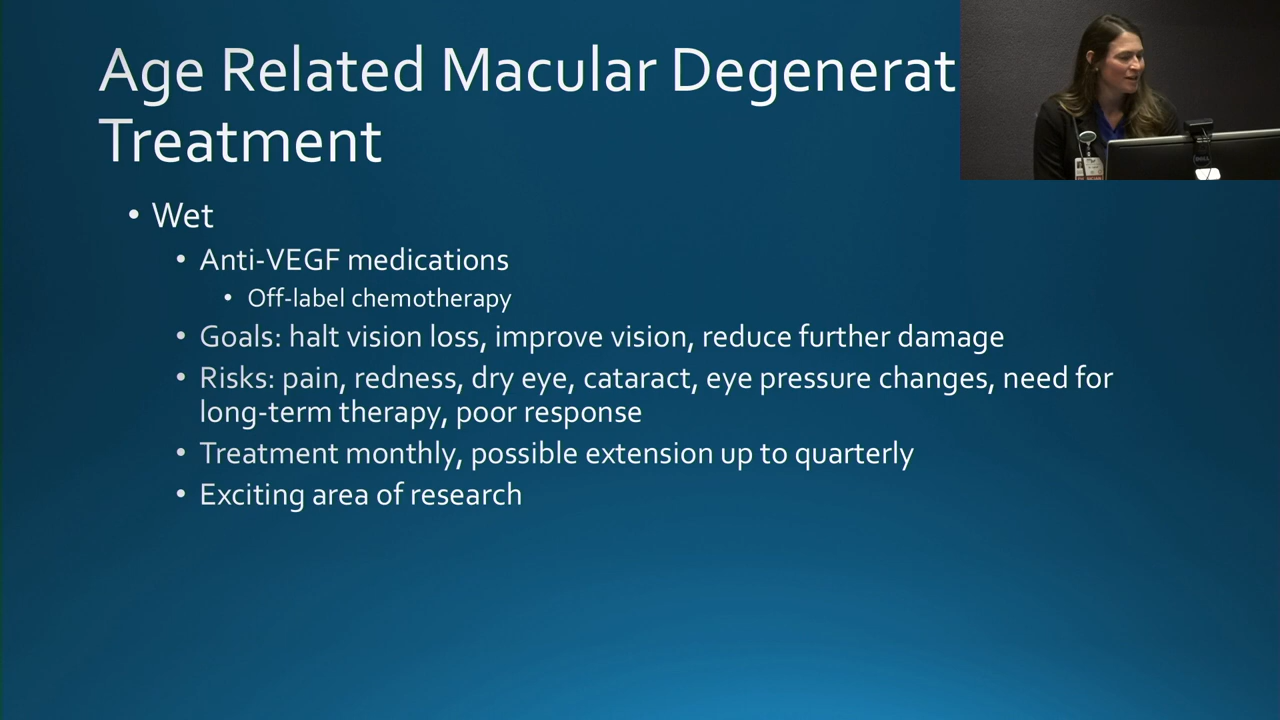 Age Related Macular Degenerat
Treatment
• Wet
• Anti-VEGF medications
• Off-label chemotherapy
• Goals: halt vision loss, improve vision, reduce further damage
• Risks: pain, redness, dry eye, cataract, eye pressure changes, need for
long-term therapy, poor response
• Treatment monthly, possible extension up to quarterly
• Exciting area of research
DELL